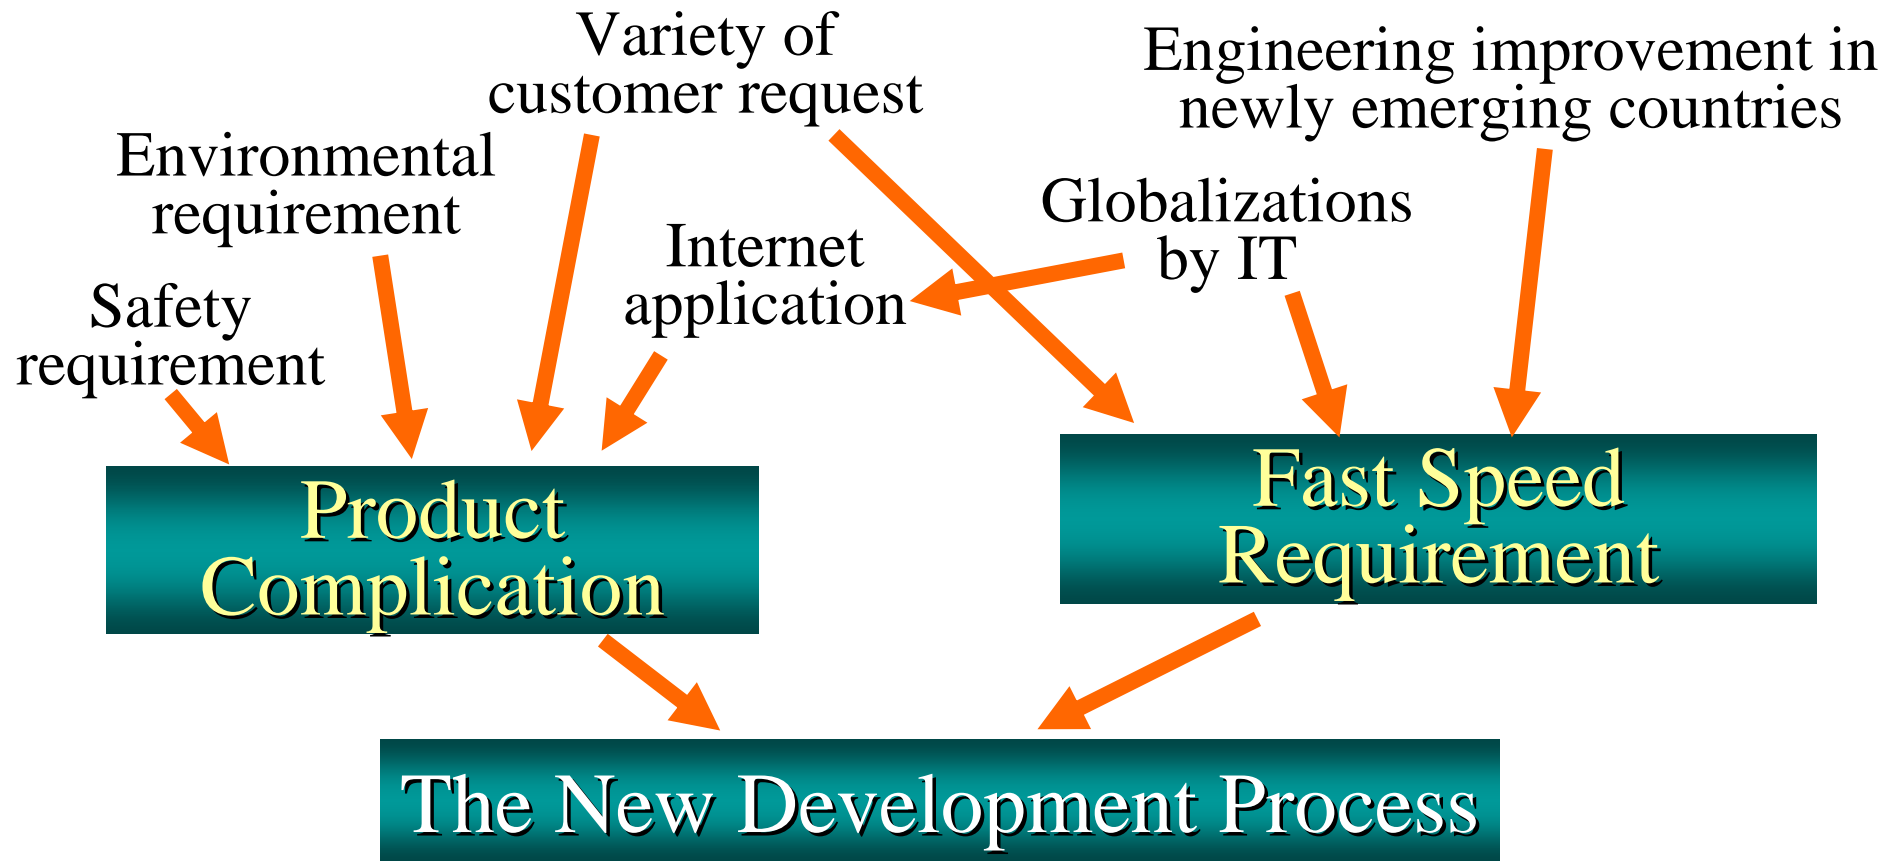 Variety of
customer request
Engineering improvement in
newly emerging countries
Environmental
requirement
Globalizations
by IT
Internet
application
Safety
requirement
Product
Complication
Fast Speed
Requirement
The New Development Process